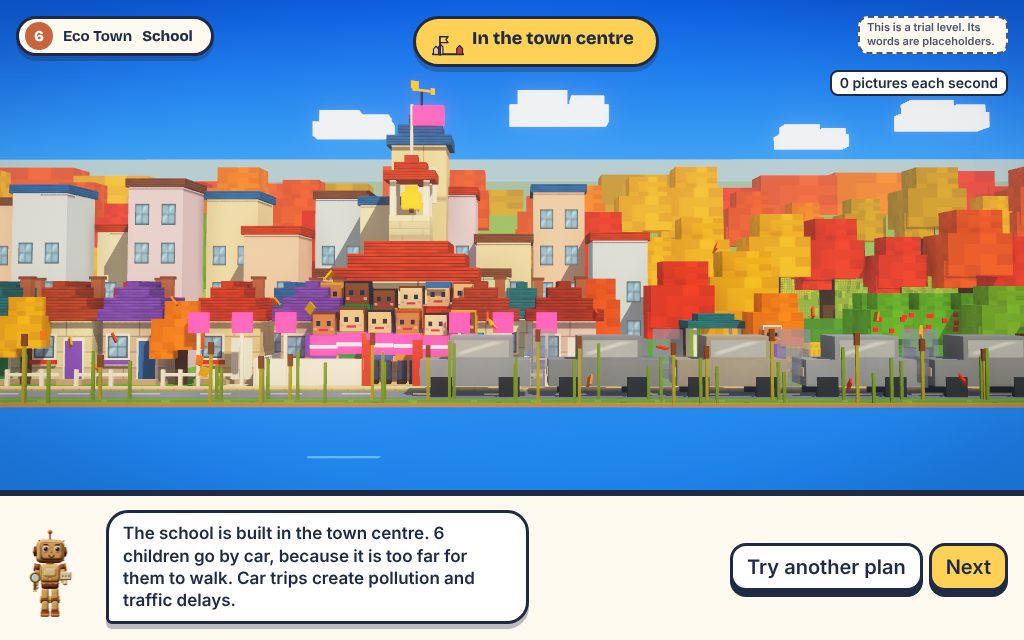 6 Eco Town School
In the town centre
This is a trial level. Its
words are placeholders.
0 pictures each second
The school is built in the town centre. 6
children go by car, because it is too far for
them to walk. Car trips create pollution and
traffic delays.
Try another plan
Next